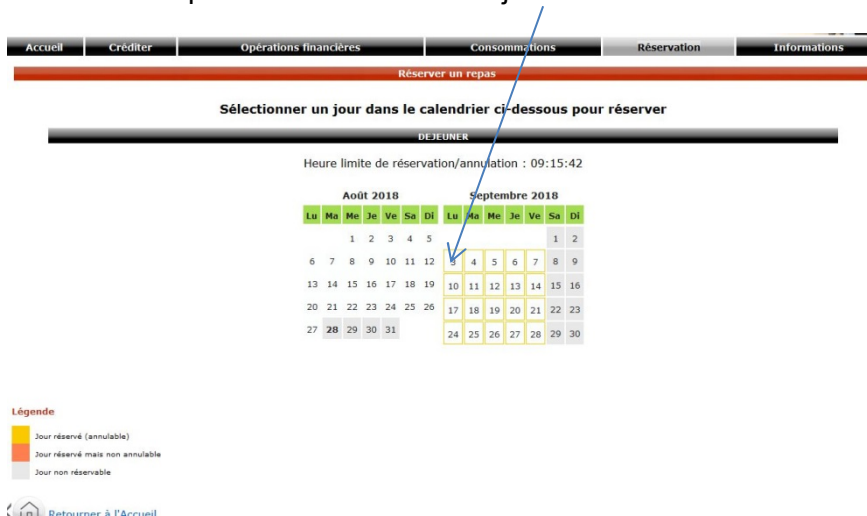 Accueil Créditer Opérations financières Consommations Réservation Informations
Réserver un repas
Sélectionner un jour dans le calendrier ci-dessous pour réserver
DEJEUNER
Heure limite de réservation/annulation : 09:15:42
Août 2018 Septembre 2018
Lu Ma Me Je Ve Sa Di Lu Ma Me Je Ve Sa Di
1 2 3 4 5 1 2
6 7 8 9 10 11 12 3 4 5 6 7 8 9
13 14 15 16 17 18 19 10 11 12 13 14 15 16
20 21 22 23 24 25 26 17 18 19 20 21 22 23
27 28 29 30 31 24 25 26 27 28 29 30
Légende
Jour réservé (annulable)
Jour réservé mais non annulable
Jour non réservable
Retourner à l'Accueil